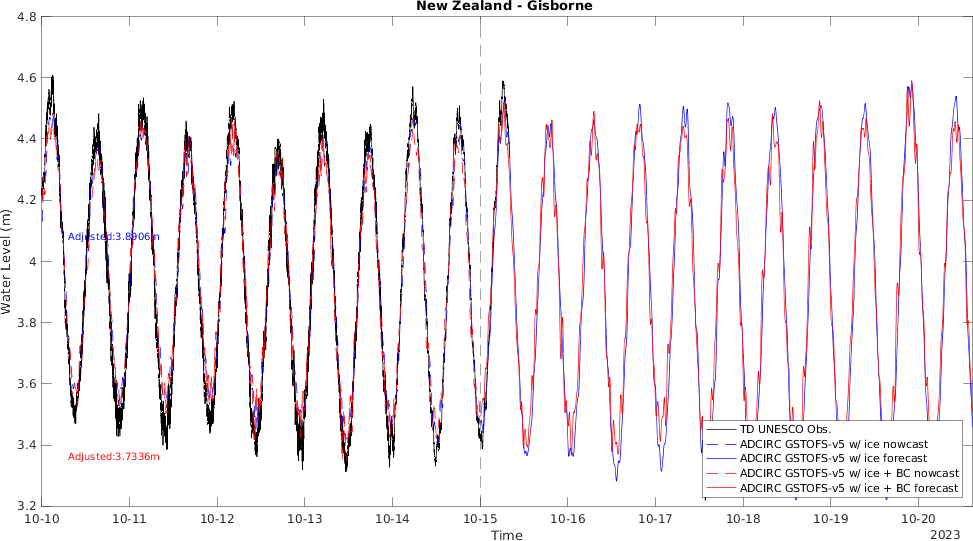 New Zealand - Gisborne
4.8
4.6
4.4
4.2
4
3.8
3.6
3.4
3.2
Water Level (m)
Adjusted:3.8906m
Adjusted:3.7336m
TD UNESCO Obs.
ADCIRC GSTOFS-v5 w/ ice nowcast
ADCIRC GSTOFS-v5 w/ ice forecast
ADCIRC GSTOFS-v5 w/ ice + BC nowcast
ADCIRC GSTOFS-v5 w/ ice + BC forecast
10-10 10-11 10-12 10-13 10-14 10-15 10-16 10-17 10-18 10-19 10-20
2023
Time